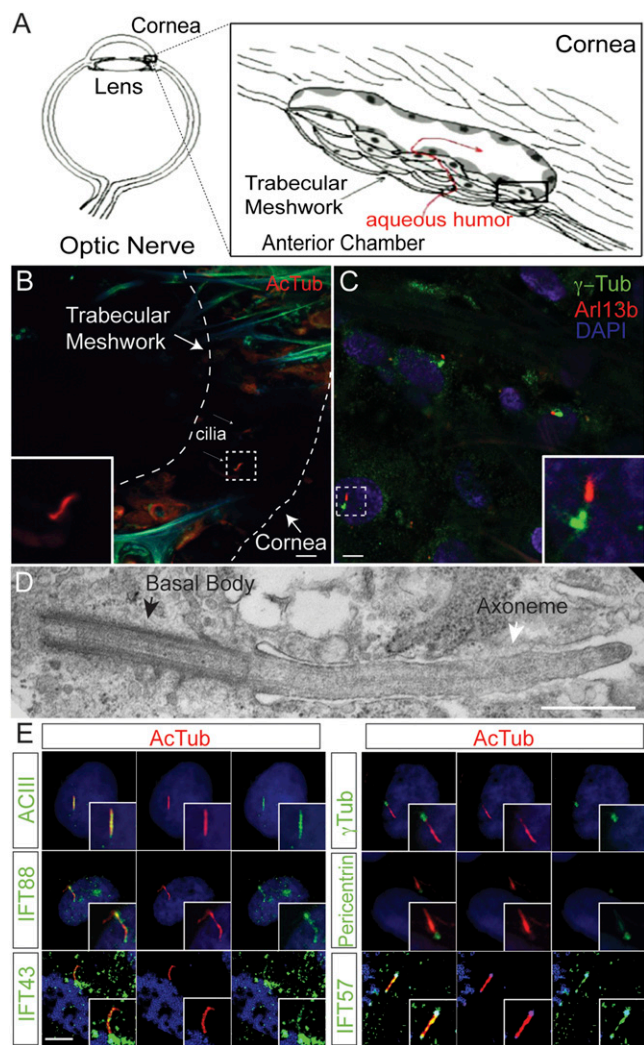 A
Cornea
Lens
Optic Nerve
Cornea
Trabecular
Meshwork
aqueous humor
Anterior Chamber
B
AcTub
Trabecular
Meshwork
cilia
Cornea
C
γ-Tub
Arl13b
DAPI
D
Basal Body
Axoneme
E
AcTub
AcTub
ACIII
γTub
IFT88
Pericentrin
IFT43
IFT57